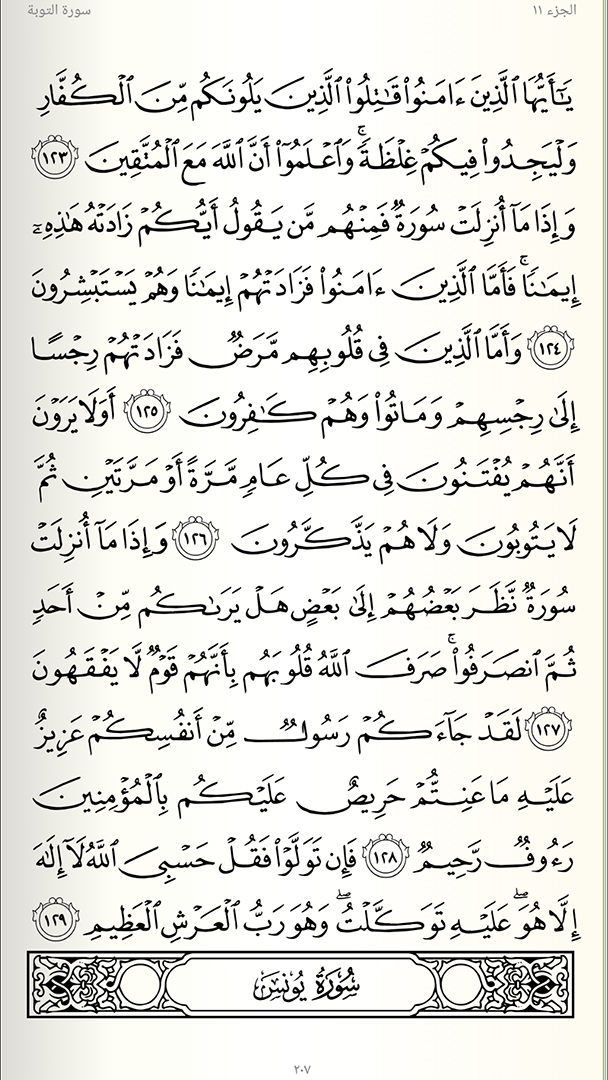 الجزء ١١
سورة التوبة
يَـٰٓأَيُّهَا ٱلَّذِينَ ءَامَنُوا۟ قَـٰتِلُوا۟ ٱلَّذِينَ يَلُونَكُم مِّنَ ٱلْكُفَّارِ
وَلْيَجِدُوا۟ فِيكُمْ غِلْظَةً ۚ وَٱعْلَمُوٓا۟ أَنَّ ٱللَّهَ مَعَ ٱلْمُتَّقِينَ ١٢٣
وَإِذَا مَآ أُنزِلَتْ سُورَةٌ فَمِنْهُم مَّن يَقُولُ أَيُّكُمْ زَادَتْهُ هَـٰذِهِۦٓ
إِيمَـٰنًا ۚ فَأَمَّا ٱلَّذِينَ ءَامَنُوا۟ فَزَادَتْهُمْ إِيمَـٰنًا وَهُمْ يَسْتَبْشِرُونَ
١٢٤ وَأَمَّا ٱلَّذِينَ فِى قُلُوبِهِم مَّرَضٌ فَزَادَتْهُمْ رِجْسًا
إِلَىٰ رِجْسِهِمْ وَمَاتُوا۟ وَهُمْ كَـٰفِرُونَ ١٢٥ أَوَلَا يَرَوْنَ
أَنَّهُمْ يُفْتَنُونَ فِى كُلِّ عَامٍ مَّرَّةً أَوْ مَرَّتَيْنِ ثُمَّ
لَا يَتُوبُونَ وَلَا هُمْ يَذَّكَّرُونَ ١٢٦ وَإِذَا مَآ أُنزِلَتْ
سُورَةٌ نَّظَرَ بَعْضُهُمْ إِلَىٰ بَعْضٍ هَلْ يَرَىٰكُم مِّنْ أَحَدٍ
ثُمَّ ٱنصَرَفُوا۟ ۚ صَرَفَ ٱللَّهُ قُلُوبَهُم بِأَنَّهُمْ قَوْمٌ لَّا يَفْقَهُونَ
١٢٧ لَقَدْ جَآءَكُمْ رَسُولٌ مِّنْ أَنفُسِكُمْ عَزِيزٌ
عَلَيْهِ مَا عَنِتُّمْ حَرِيصٌ عَلَيْكُم بِٱلْمُؤْمِنِينَ
رَءُوفٌ رَّحِيمٌ ١٢٨ فَإِن تَوَلَّوْا۟ فَقُلْ حَسْبِىَ ٱللَّهُ لَآ إِلَـٰهَ
إِلَّا هُوَ ۖ عَلَيْهِ تَوَكَّلْتُ ۖ وَهُوَ رَبُّ ٱلْعَرْشِ ٱلْعَظِيمِ ١٢٩
سُورَةُ يُونُسَ
٢٠٧